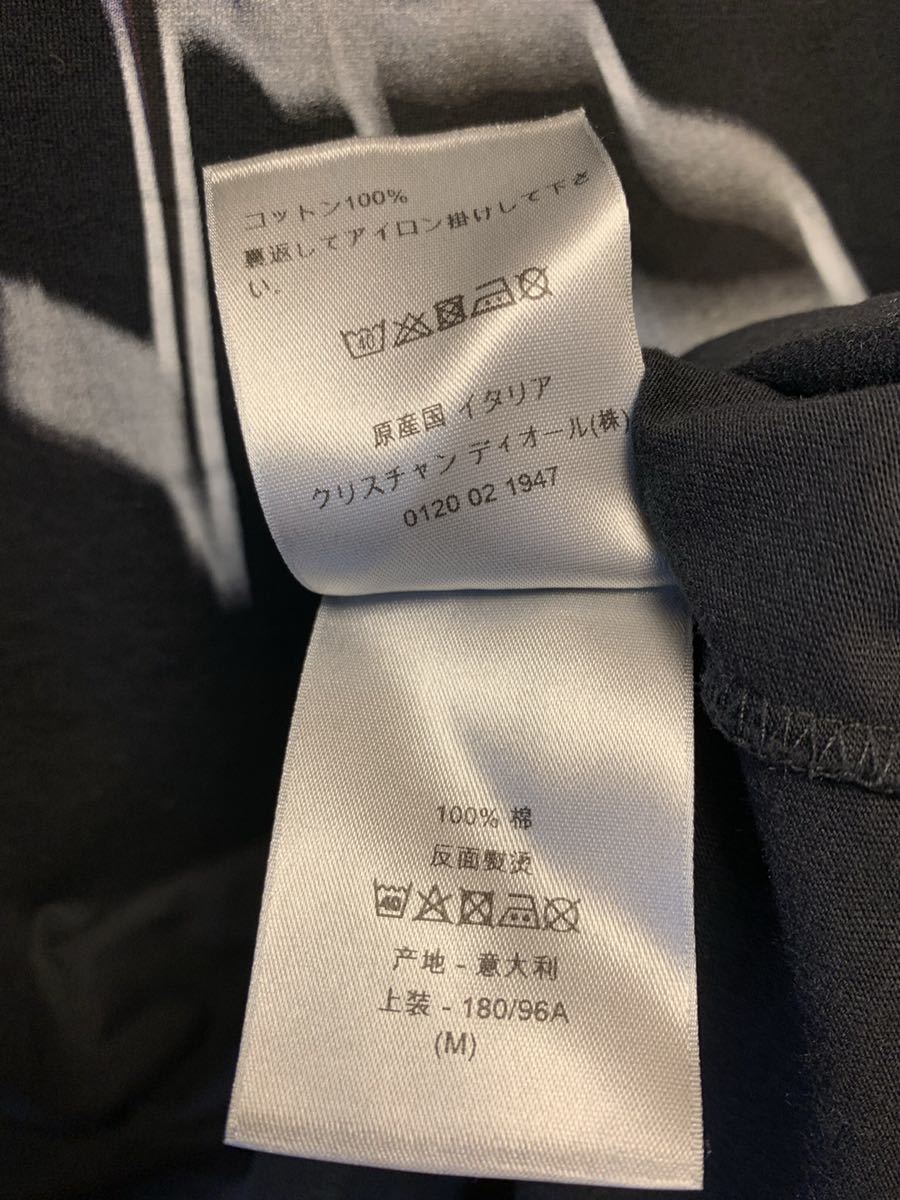 コットン100%
裏返してアイロン掛けして下さ
い.
40
原産国 イタリア
クリスチャン ディオール(株)
0120 02 1947
100% 棉
反面熨烫
40
产地 - 意大利
上装 - 180/96A
(M)